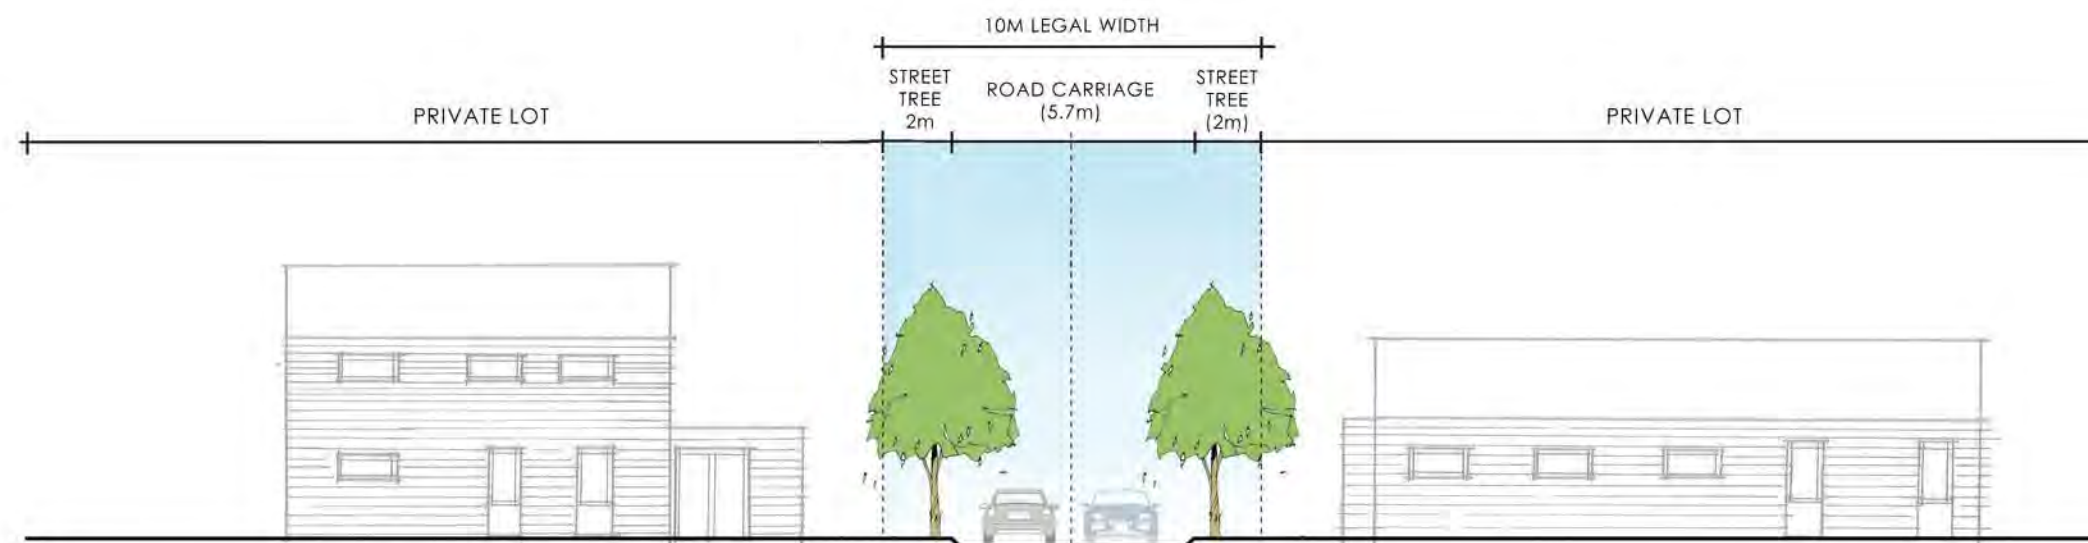 10M LEGAL WIDTH
STREET
TREE
2m
ROAD CARRIAGE
(5.7m)
STREET
TREE
(2m)
PRIVATE LOT
PRIVATE LOT